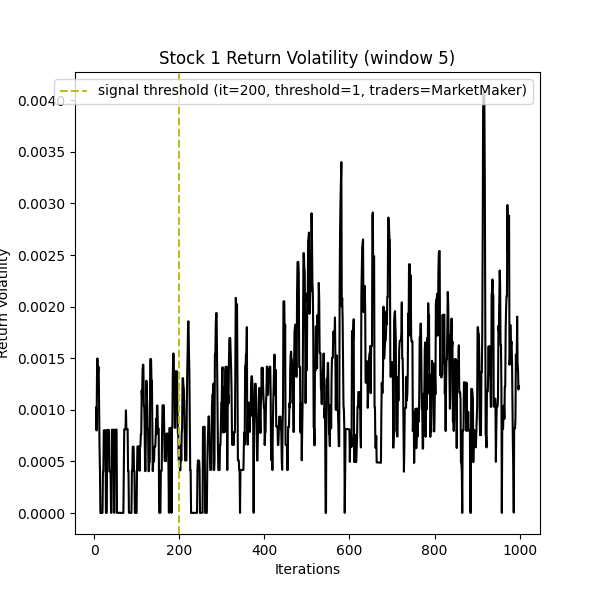 Stock 1 Return Volatility (window 5)
signal threshold (it=200, threshold=1, traders=MarketMaker)
0.0040
0.0035
0.0030
0.0025
0.0020
0.0015
0.0010
0.0005
0.0000
Return Volatility
0 200 400 600 800 1000
Iterations